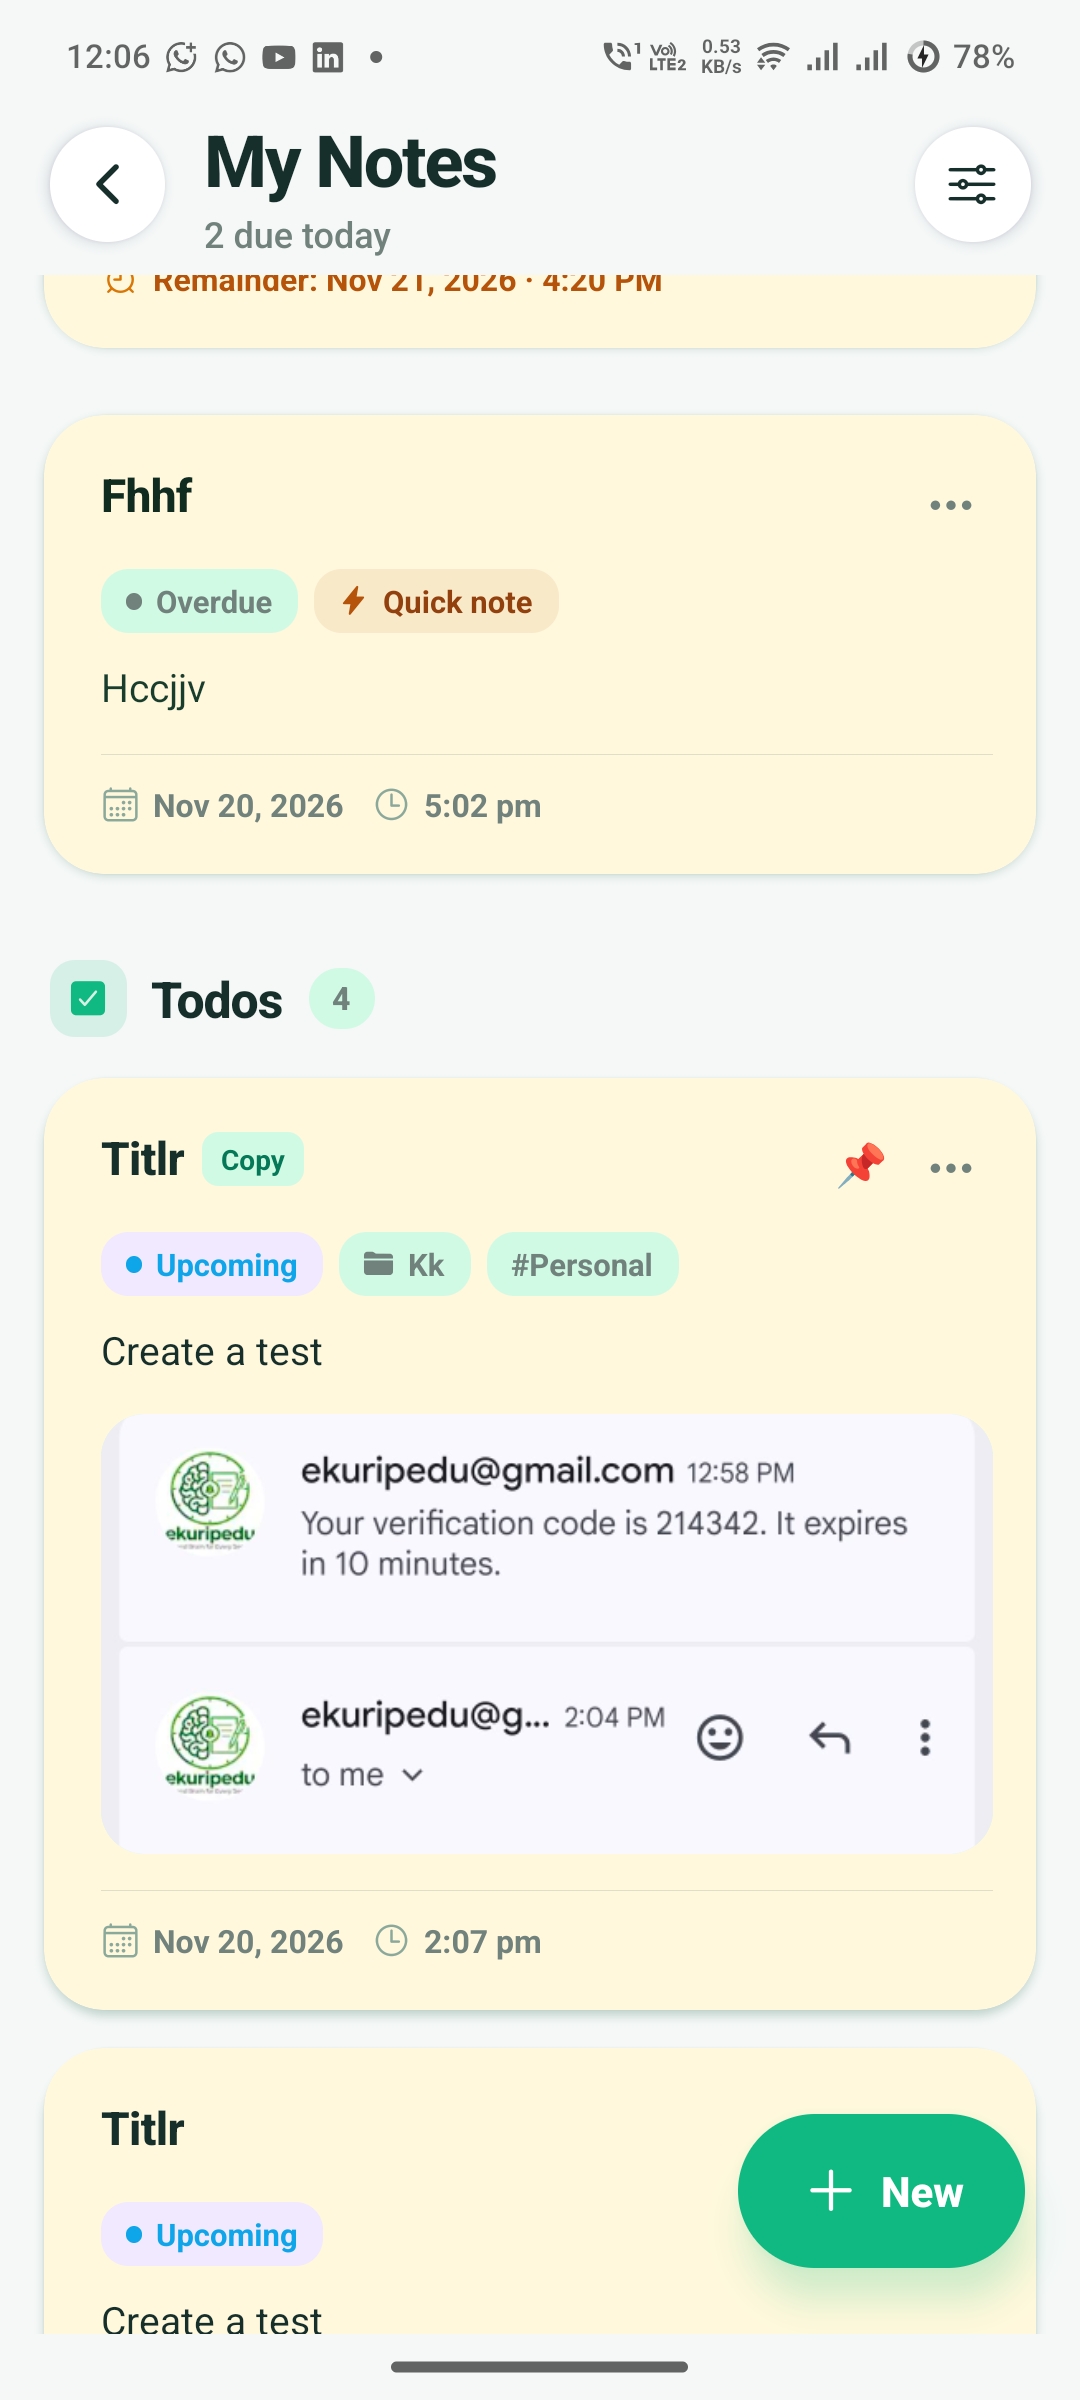 12:06
1 Vo)) LTE2 0.53 KB/s 78%
My Notes
2 due today
Remainder: Nov 21, 2026 · 4:20 PM
Fhhf
Overdue Quick note
Hccjjv
Nov 20, 2026 5:02 pm
Todos 4
Titlr Copy
Upcoming Kk #Personal
Create a test
ekuripedu@gmail.com 12:58 PM
Your verification code is 214342. It expires
in 10 minutes.
ekuripedu
ekuripedu@g... 2:04 PM
to me
ekuripedu
Nov 20, 2026 2:07 pm
Titlr
New
Upcoming
Create a test